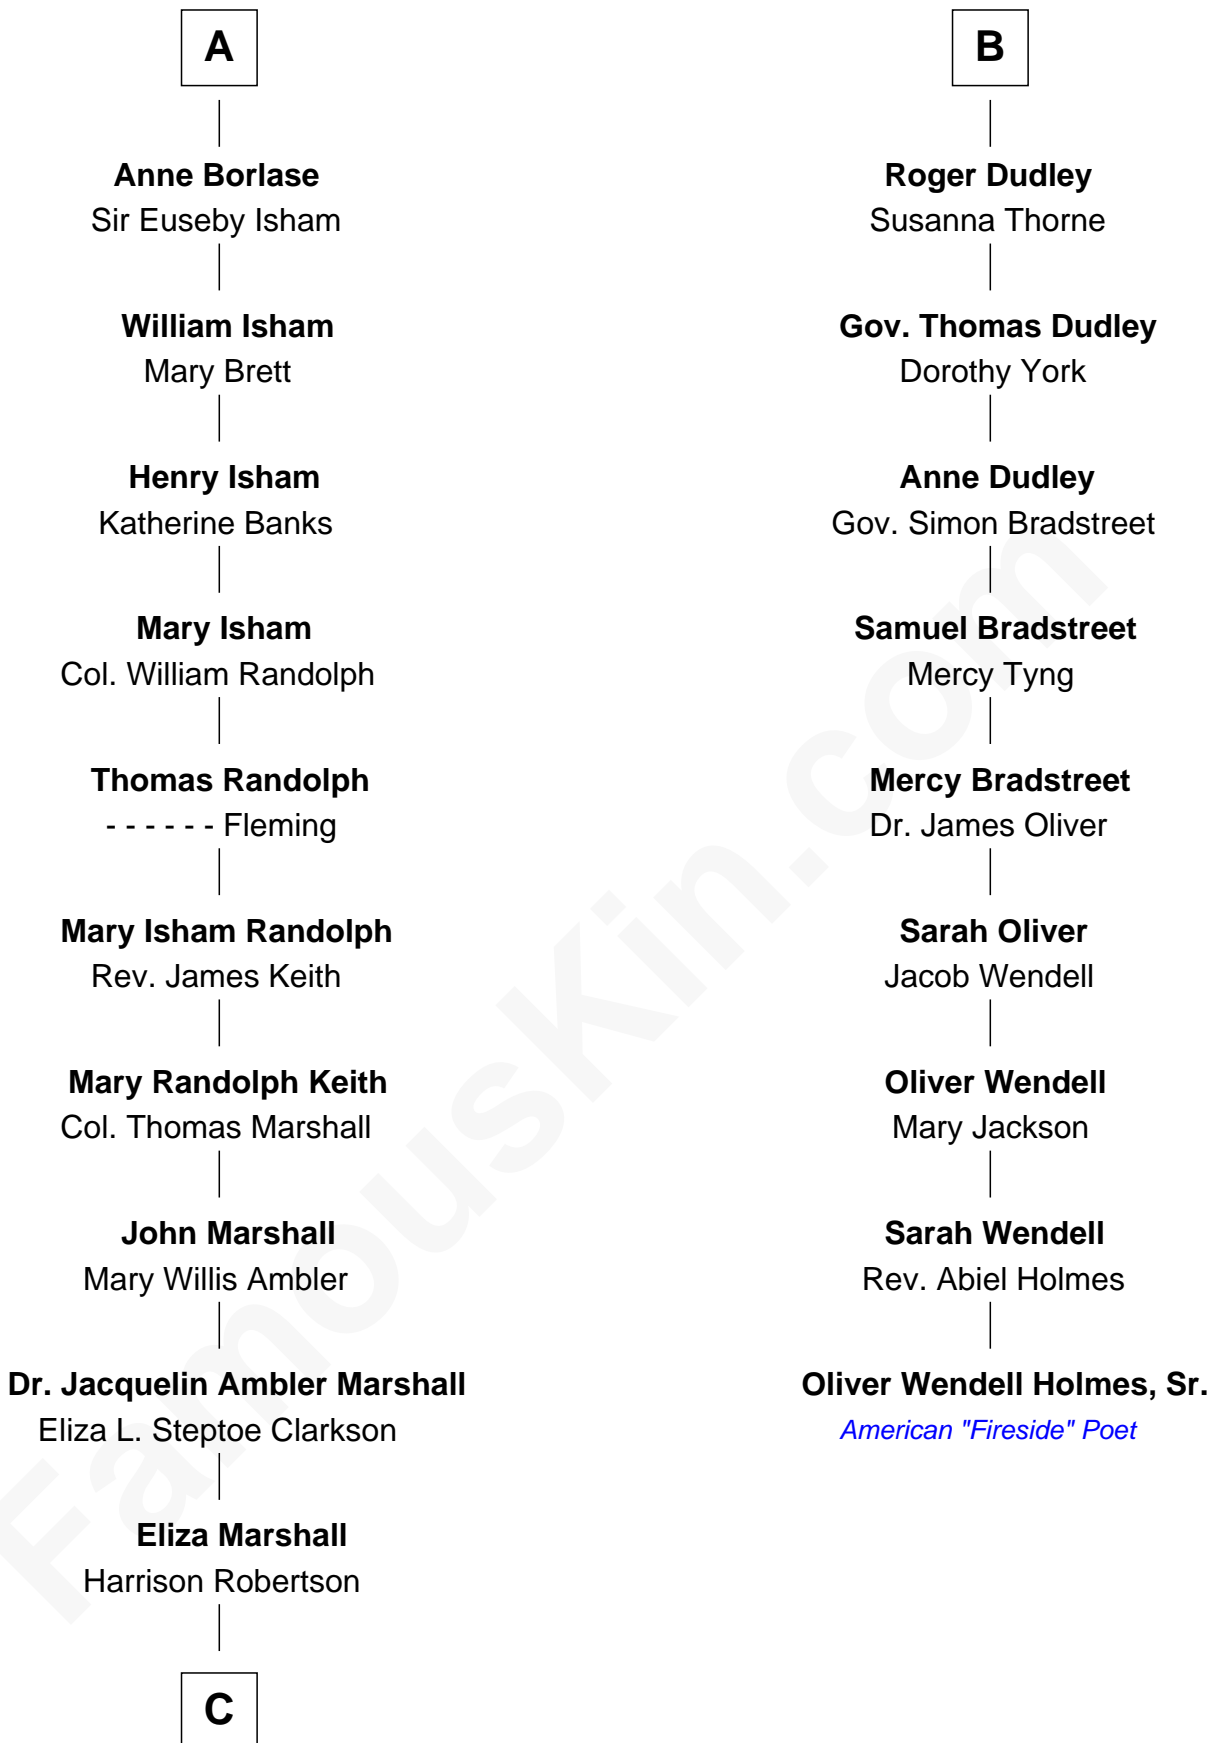 A
Anne Borlase
Sir Euseby Isham
William Isham
Mary Brett
Henry Isham
Katherine Banks
Mary Isham
Col. William Randolph
Thomas Randolph
- - - - - - Fleming
Mary Isham Randolph
Rev. James Keith
Mary Randolph Keith
Col. Thomas Marshall
John Marshall
Mary Willis Ambler
Dr. Jacquelin Ambler Marshall
Eliza L. Steptoe Clarkson
Eliza Marshall
Harrison Robertson
C
B
Roger Dudley
Susanna Thorne
Gov. Thomas Dudley
Dorothy York
Anne Dudley
Gov. Simon Bradstreet
Samuel Bradstreet
Mercy Tyng
Mercy Bradstreet
Dr. James Oliver
Sarah Oliver
Jacob Wendell
Oliver Wendell
Mary Jackson
Sarah Wendell
Rev. Abiel Holmes
Oliver Wendell Holmes, Sr.
American "Fireside" Poet
FamousKin.com